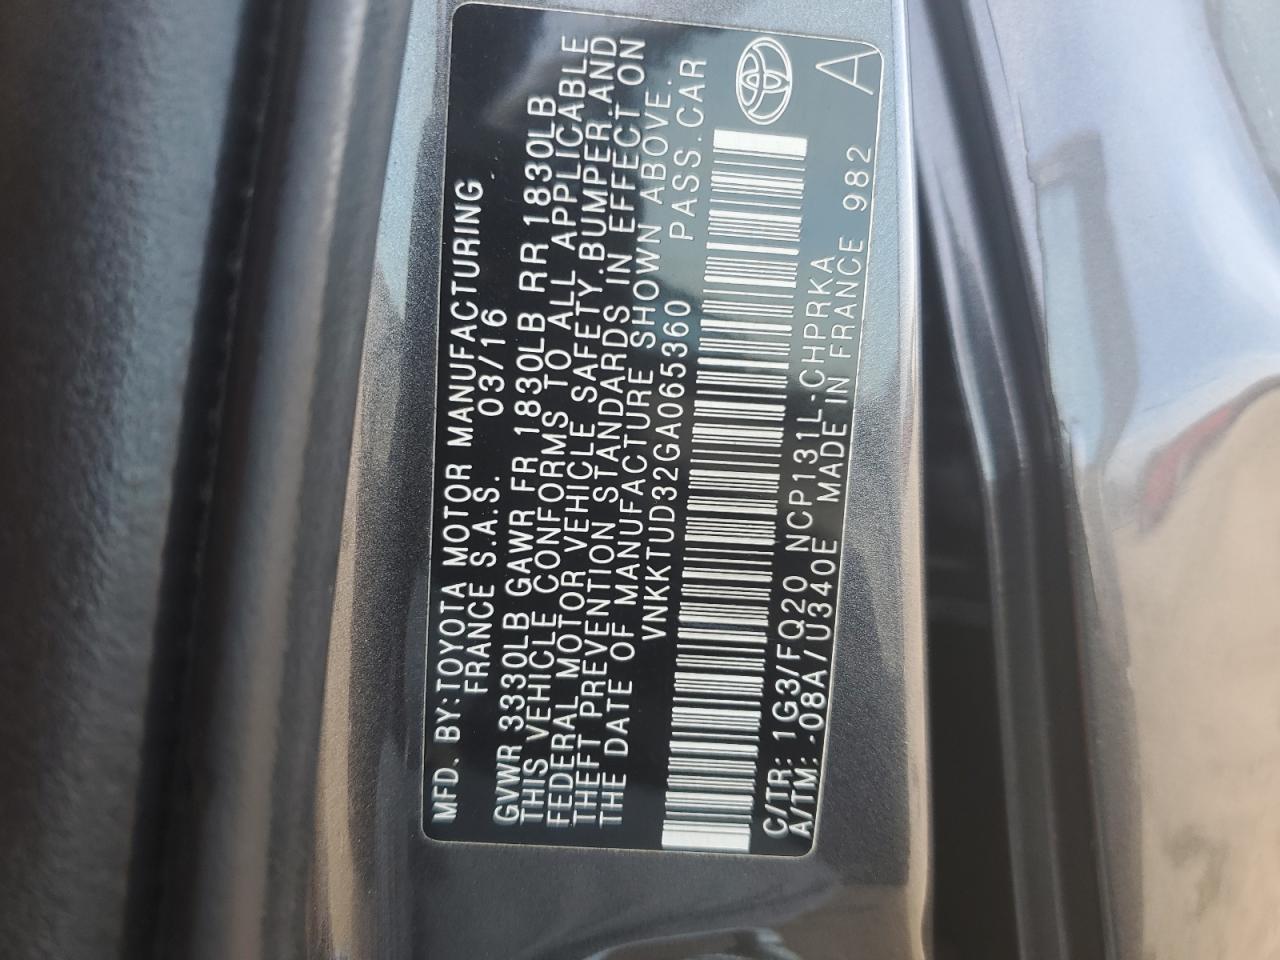 MFD. BY:TOYOTA MOTOR MANUFACTURING
FRANCE S.A.S. 03/16
GVWR 3330LB GAWR FR 1830LB RR 1830LB
THIS VEHICLE CONFORMS TO ALL APPLICABLE
FEDERAL MOTOR VEHICLE SAFETY.BUMPER.AND
THEFT PREVENTION STANDARDS IN EFFECT ON
THE DATE OF MANUFACTURE SHOWN ABOVE.
VNKKTUD32GA065360 PASS.CAR
C/TR: 1G3/FQ20 NCP131L-CHPRKA
A/TM: -08A/U340E MADE IN FRANCE 982 A